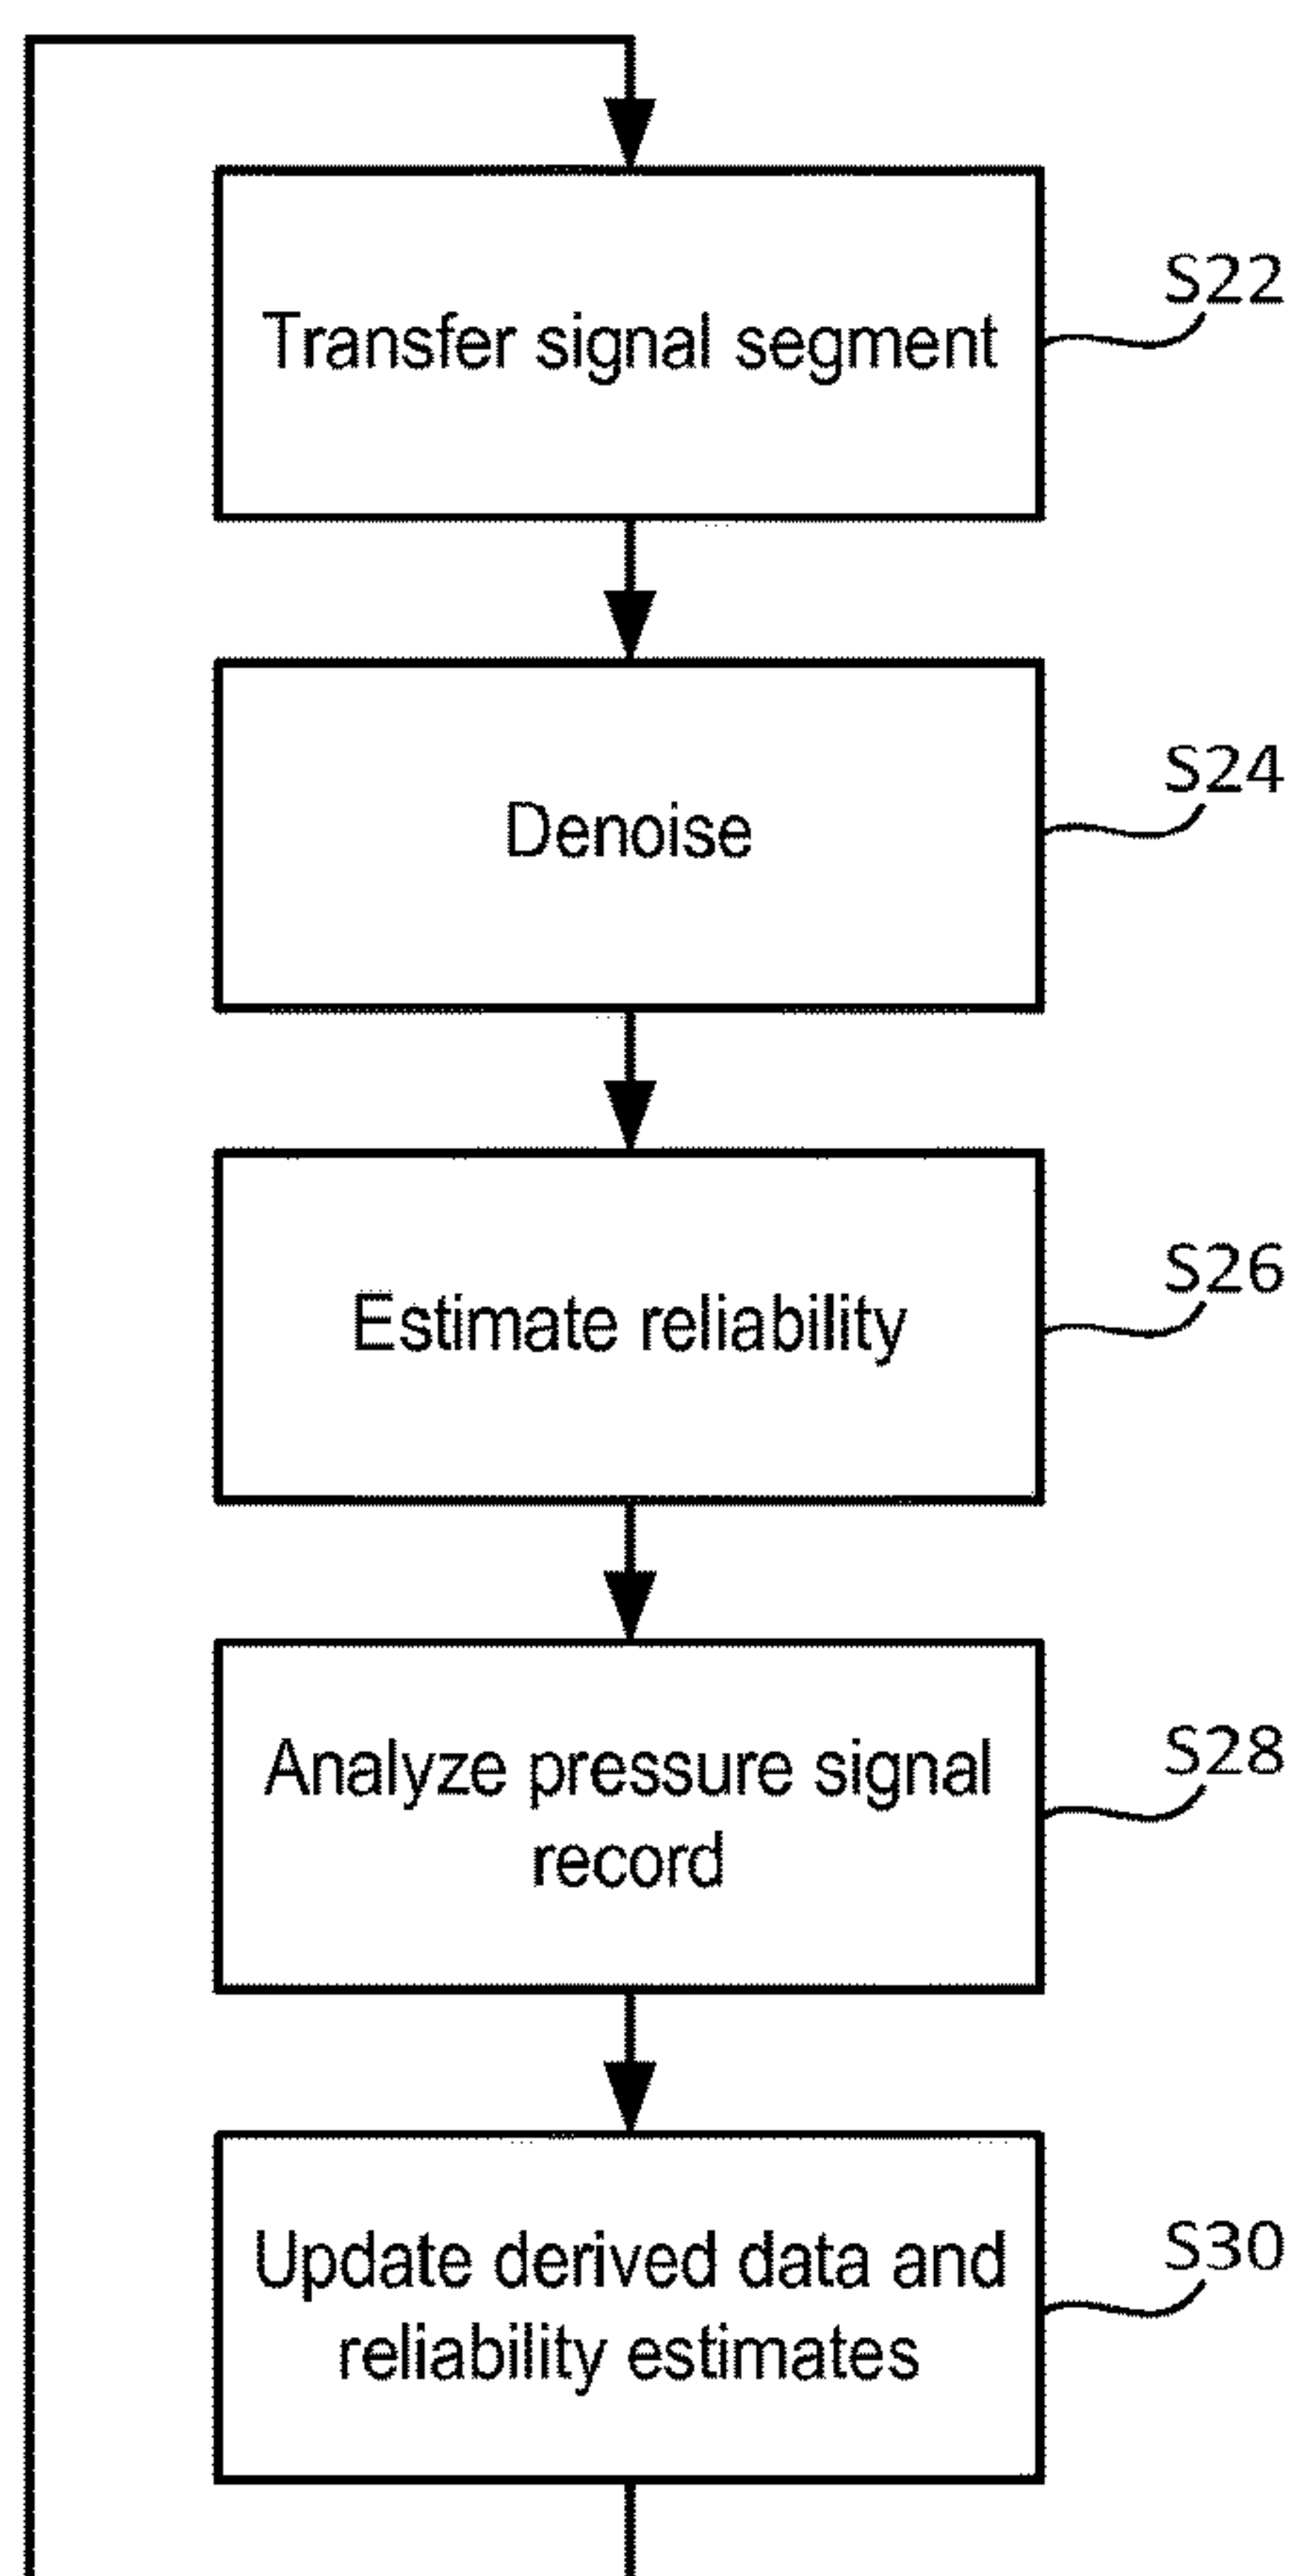 S22
Transfer signal segment
S24
Denoise
S26
Estimate reliability
S28
Analyze pressure signal
record
S30
Update derived data and
reliability estimates